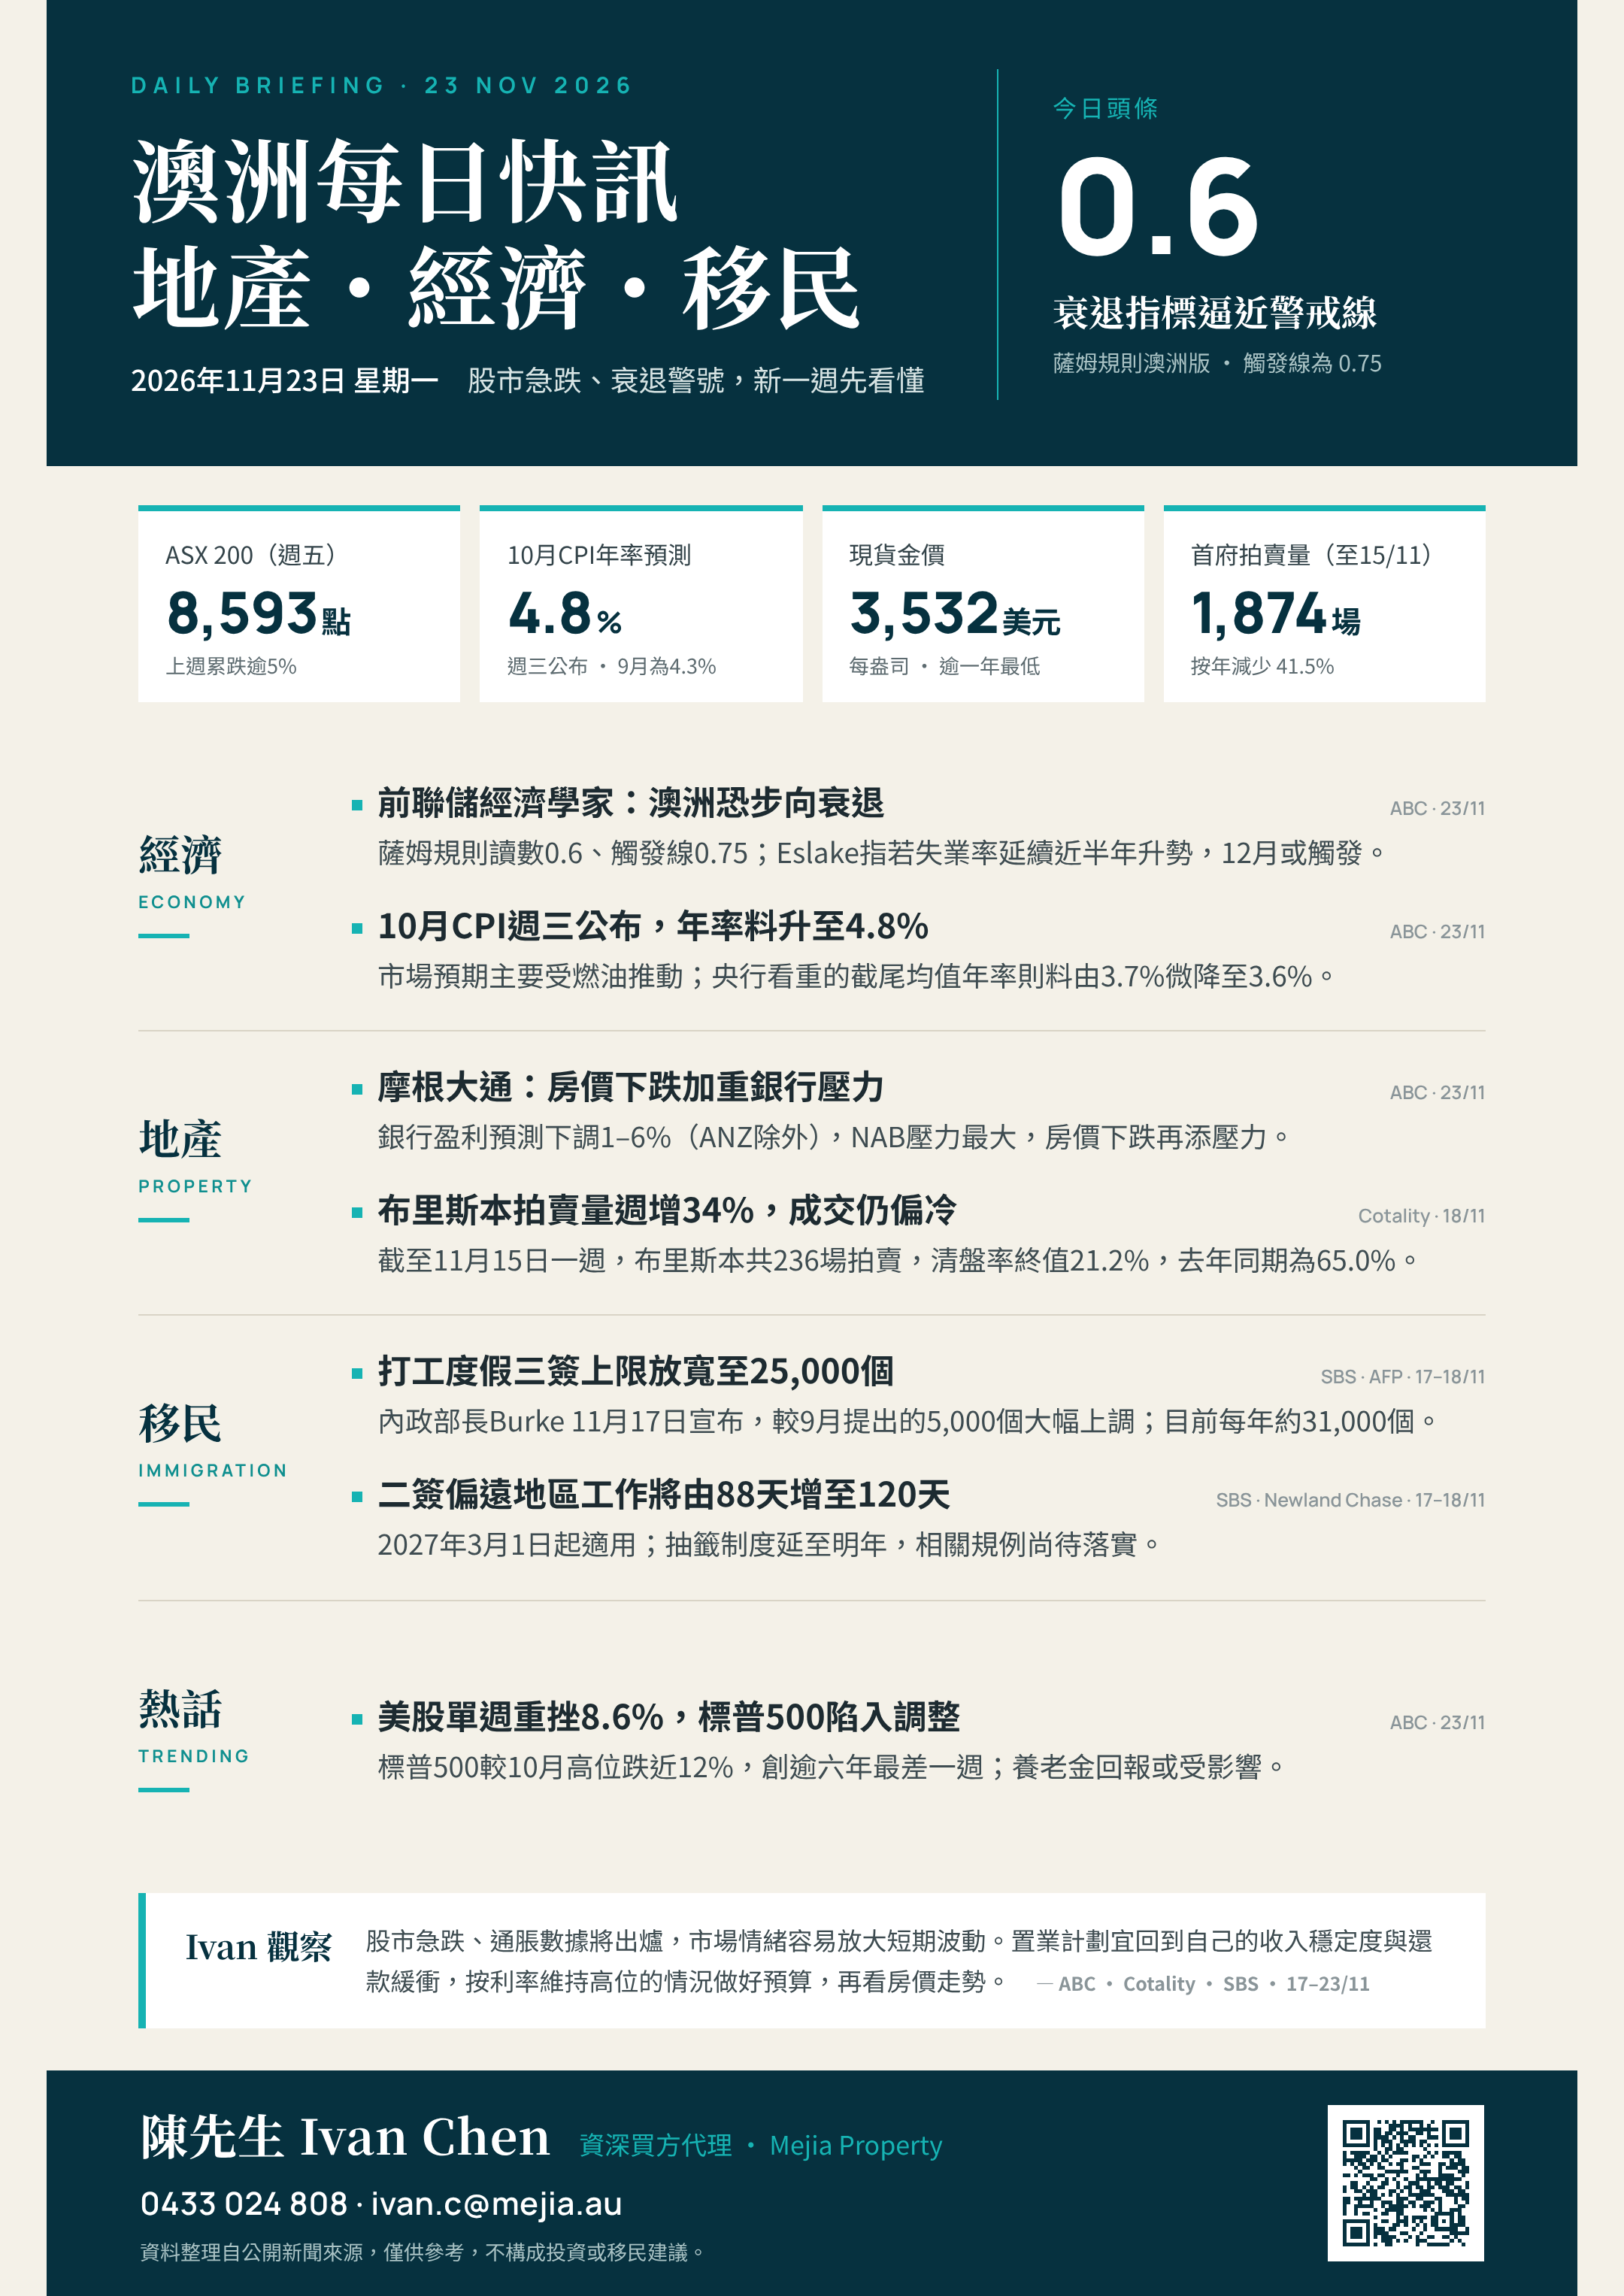 DAILY BRIEFING · 23 NOV 2026
澳洲每日快訊
地產・經濟・移民
2026年11月23日 星期一 股市急跌、衰退警號，新一週先看懂
今日頭條
0.6
衰退指標逼近警戒線
薩姆規則澳洲版 ・ 觸發線為 0.75
ASX 200（週五）
8,593點
上週累跌逾5%
10月CPI年率預測
4.8%
週三公布 ・ 9月為4.3%
現貨金價
3,532美元
每盎司 ・ 逾一年最低
首府拍賣量（至15/11）
1,874場
按年減少 41.5%
經濟
ECONOMY
前聯儲經濟學家：澳洲恐步向衰退
ABC · 23/11
薩姆規則讀數0.6、觸發線0.75；Eslake指若失業率延續近半年升勢，12月或觸發。
10月CPI週三公布，年率料升至4.8%
ABC · 23/11
市場預期主要受燃油推動；央行看重的截尾均值年率則料由3.7%微降至3.6%。
地產
PROPERTY
摩根大通：房價下跌加重銀行壓力
ABC · 23/11
銀行盈利預測下調1–6%（ANZ除外），NAB壓力最大，房價下跌再添壓力。
布里斯本拍賣量週增34%，成交仍偏冷
Cotality · 18/11
截至11月15日一週，布里斯本共236場拍賣，清盤率終值21.2%，去年同期為65.0%。
移民
IMMIGRATION
打工度假三簽上限放寬至25,000個
SBS · AFP · 17–18/11
內政部長Burke 11月17日宣布，較9月提出的5,000個大幅上調；目前每年約31,000個。
二簽偏遠地區工作將由88天增至120天
SBS · Newland Chase · 17–18/11
2027年3月1日起適用；抽籤制度延至明年，相關規例尚待落實。
熱話
TRENDING
美股單週重挫8.6%，標普500陷入調整
ABC · 23/11
標普500較10月高位跌近12%，創逾六年最差一週；養老金回報或受影響。
Ivan 觀察
股市急跌、通脹數據將出爐，市場情緒容易放大短期波動。置業計劃宜回到自己的收入穩定度與還
款緩衝，按利率維持高位的情況做好預算，再看房價走勢。 — ABC ・ Cotality ・ SBS ・ 17–23/11
陳先生 Ivan Chen 資深買方代理 ・ Mejia Property
0433 024 808 · ivan.c@mejia.au
資料整理自公開新聞來源，僅供參考，不構成投資或移民建議。